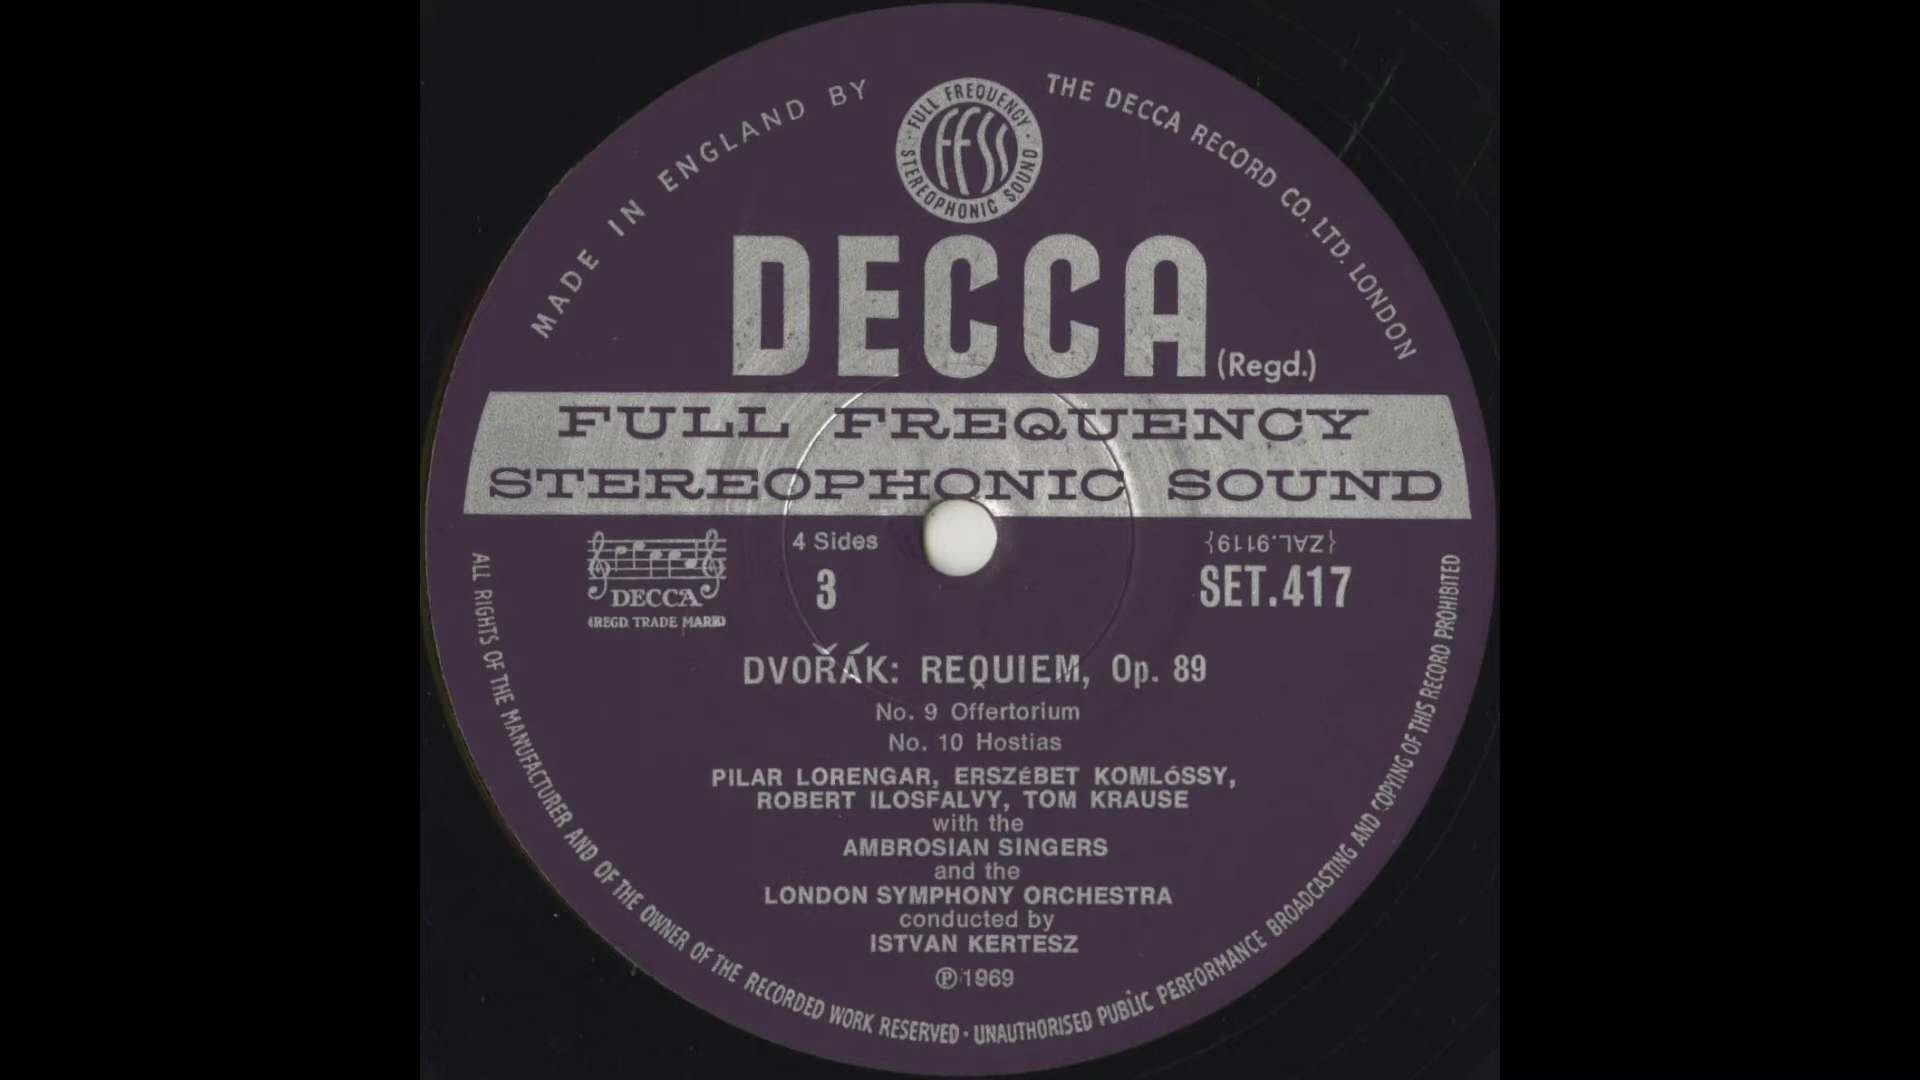 MADE IN ENGLAND BY
THE DECCA RECORD CO. LTD. LONDON
FULL FREQUENCY
FFSS
STEREOPHONIC SOUND
DECCA
(Regd.)
FULL FREQUENCY
STEREOPHONIC SOUND
DECCA
(REGD. TRADE MARK)
4 Sides
3
{ZAL.9119}
SET.417
DVOŘÁK: REQUIEM, Op. 89
No. 9 Offertorium
No. 10 Hostias
PILAR LORENGAR, ERSZÉBET KOMLÓSSY,
ROBERT ILOSFALVY, TOM KRAUSE
with the
AMBROSIAN SINGERS
and the
LONDON SYMPHONY ORCHESTRA
conducted by
ISTVAN KERTESZ
℗ 1969
ALL RIGHTS OF THE MANUFACTURER AND OF THE OWNER OF THE RECORDED WORK RESERVED · UNAUTHORISED PUBLIC PERFORMANCE BROADCASTING AND COPYING OF THIS RECORD PROHIBITED